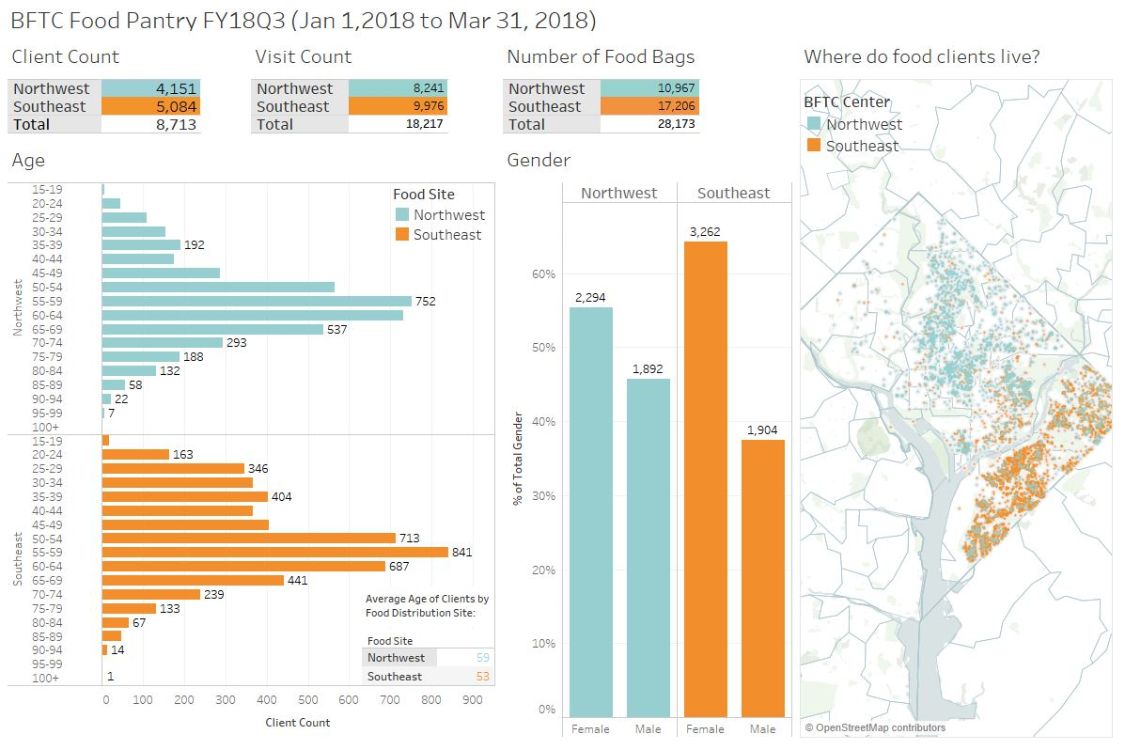 BFTC Food Pantry FY18Q3 (Jan 1,2018 to Mar 31, 2018)
Client Count
Northwest 4,151
Southeast 5,084
Total 8,713
Visit Count
Northwest 8,241
Southeast 9,976
Total 18,217
Number of Food Bags
Northwest 10,967
Southeast 17,206
Total 28,173
Where do food clients live?
BFTC Center
Northwest
Southeast
Age
Food Site
Northwest
Southeast
Northwest
15-19
20-24
25-29
30-34
35-39 192
40-44
45-49
50-54
55-59 752
60-64
65-69 537
70-74 293
75-79 188
80-84 132
85-89 58
90-94 22
95-99 7
100+
Southeast
15-19
20-24 163
25-29 346
30-34
35-39 404
40-44
45-49
50-54 713
55-59 841
60-64 687
65-69 441
70-74 239
75-79 133
80-84 67
85-89
90-94 14
95-99
100+ 1
Average Age of Clients by
Food Distribution Site:
Food Site
Northwest 59
Southeast 53
0 100 200 300 400 500 600 700 800 900
Client Count
Gender
Northwest Southeast
% of Total Gender
60%
50%
40%
30%
20%
10%
0%
2,294
1,892
3,262
1,904
Female Male Female Male
© OpenStreetMap contributors